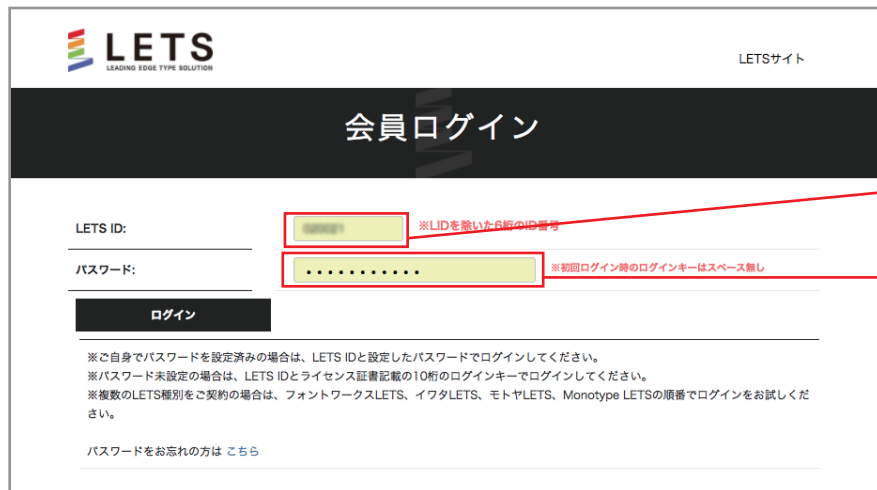 LETS
LEADING EDGE TYPE SOLUTION
LETSサイト
会員ログイン
LETS ID:
※LIDを除いた6桁のID番号
パスワード:
※初回ログイン時のログインキーはスペース無し
ログイン
※ご自身でパスワードを設定済みの場合は、LETS IDと設定したパスワードでログインしてください。
※パスワード未設定の場合は、LETS IDとライセンス証書記載の10桁のログインキーでログインしてください。
※複数のLETS種別をご契約の場合は、フォントワークスLETS、イワタLETS、モトヤLETS、Monotype LETSの順番でログインをお試しくだ
さい。
パスワードをお忘れの方は こちら